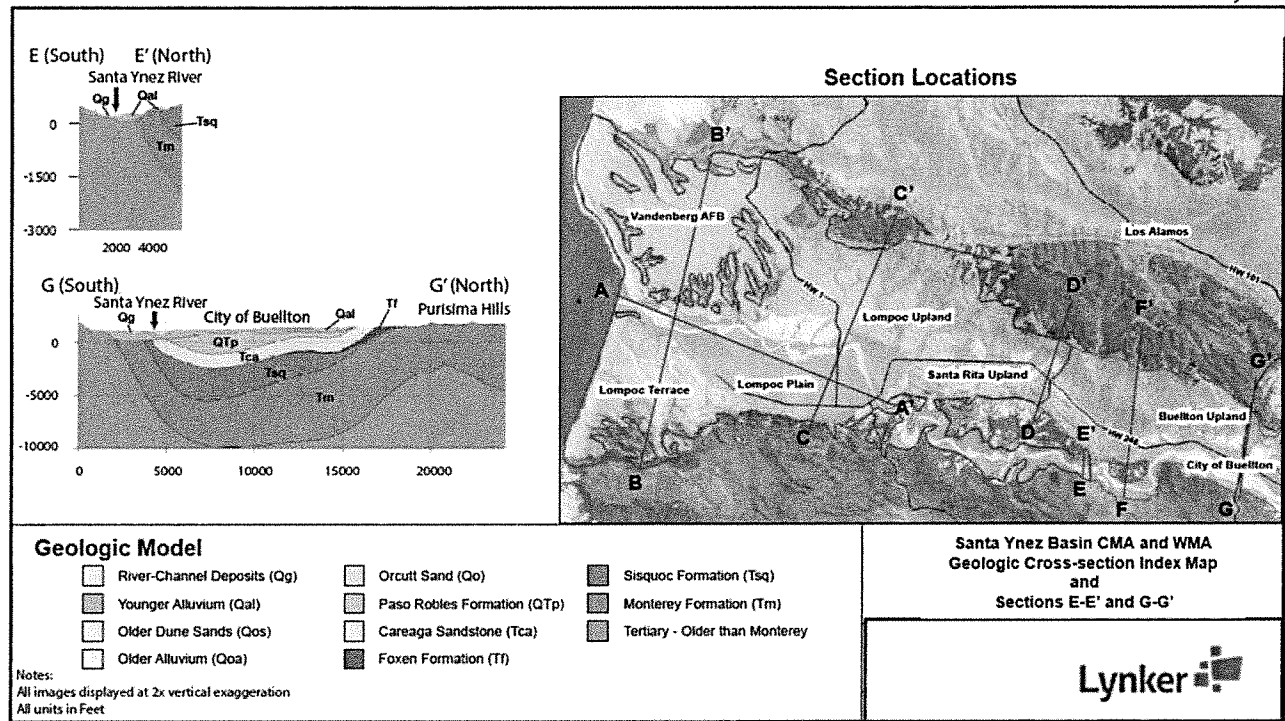 E (South) E' (North)
Santa Ynez River
Qg Qal
0
Tsq
Tm
-1500
-3000
2000 4000
G (South) G' (North)
Santa Ynez River City of Buellton Tf Purisima Hills
Qg Qal
0
QTp
Tca
Tsq
Tm
-5000
-10000
0 5000 10000 15000 20000
Section Locations
B'
Vandenberg AFB
C'
Los Alamos
HW 101
A
HW 1
D'
F'
Lompoc Upland
G'
Santa Rita Upland
Lompoc Terrace
Lompoc Plain
A'
Buellton Upland
C
D
E'
HW 246
City of Buellton
B
E
F
G
Geologic Model
River-Channel Deposits (Qg)
Younger Alluvium (Qal)
Older Dune Sands (Qos)
Older Alluvium (Qoa)
Orcutt Sand (Qo)
Paso Robles Formation (QTp)
Careaga Sandstone (Tca)
Foxen Formation (Tf)
Sisquoc Formation (Tsq)
Monterey Formation (Tm)
Tertiary - Older than Monterey
Notes:
All images displayed at 2x vertical exaggeration
All units in Feet
Santa Ynez Basin CMA and WMA
Geologic Cross-section Index Map
and
Sections E-E' and G-G'
Lynker